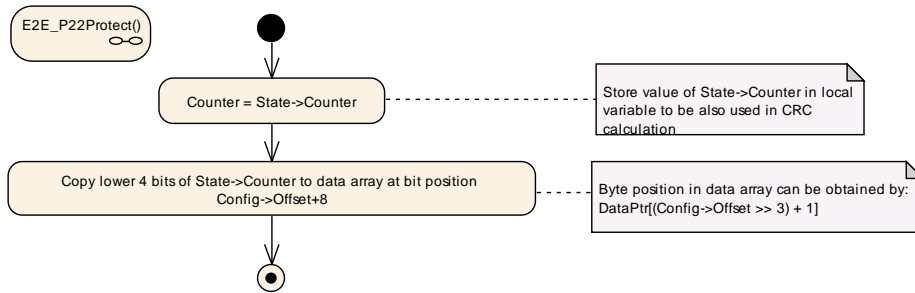 E2E_P22Protect()
Counter = State->Counter
Store value of State->Counter in local
variable to be also used in CRC
calculation
Copy lower 4 bits of State->Counter to data array at bit position
Config->Offset+8
Byte position in data array can be obtained by:
DataPtr[(Config->Offset >> 3) + 1]